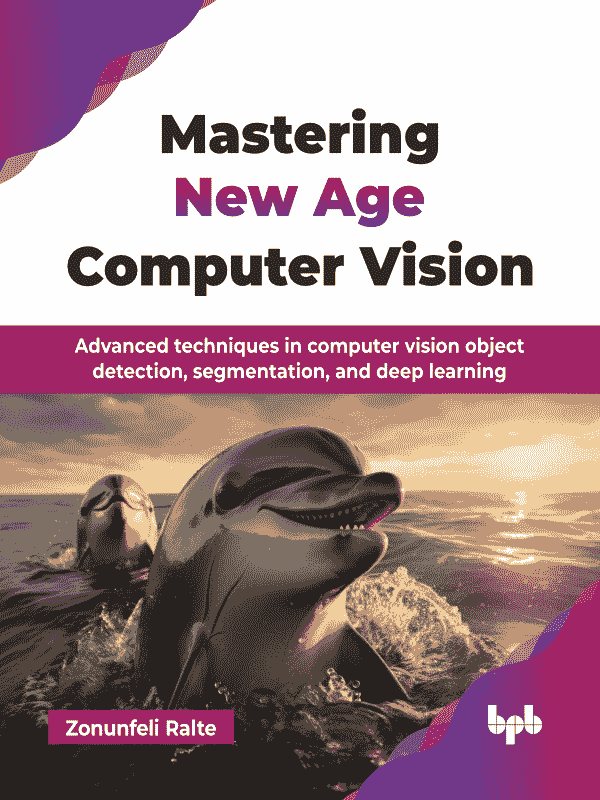 Mastering
New Age
Computer Vision
Advanced techniques in computer vision object
detection, segmentation, and deep learning
Zonunfeli Ralte
bpb